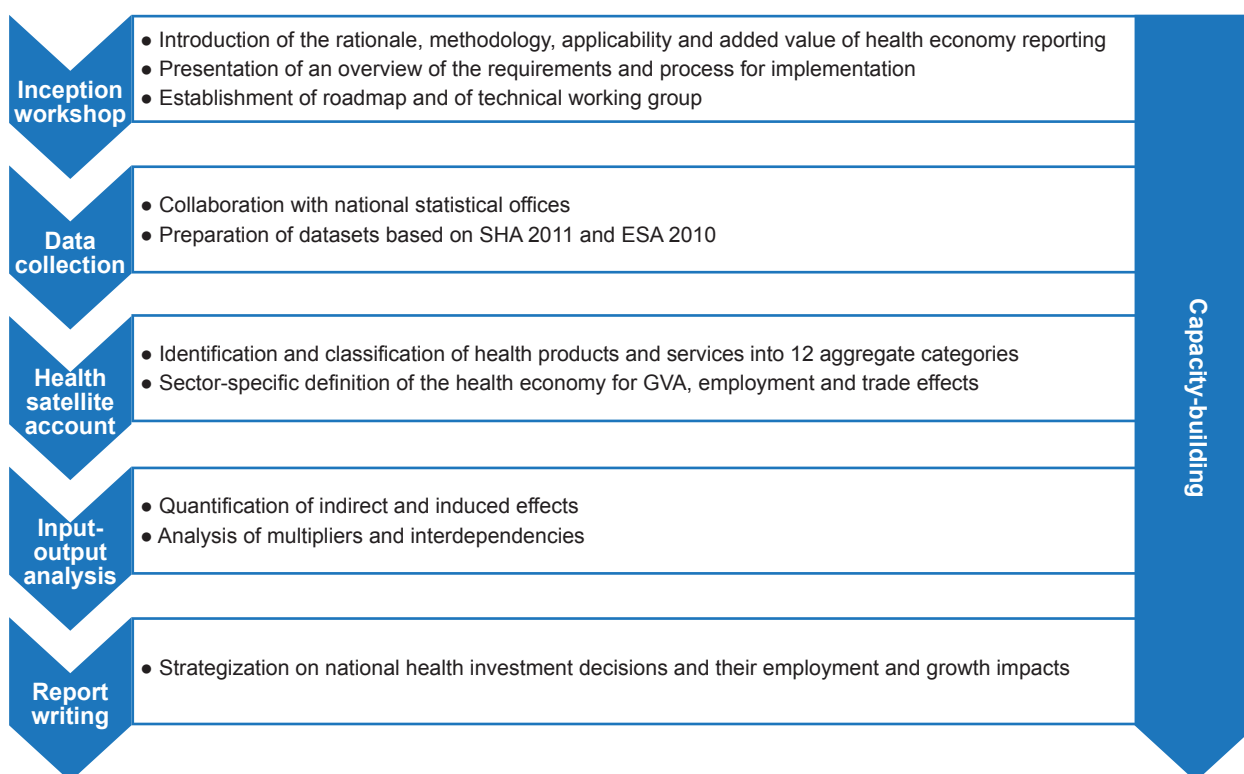 Inception
workshop
● Introduction of the rationale, methodology, applicability and added value of health economy reporting
● Presentation of an overview of the requirements and process for implementation
● Establishment of roadmap and of technical working group
Data
collection
● Collaboration with national statistical offices
● Preparation of datasets based on SHA 2011 and ESA 2010
Health
satellite
account
● Identification and classification of health products and services into 12 aggregate categories
● Sector-specific definition of the health economy for GVA, employment and trade effects
Input-
output
analysis
● Quantification of indirect and induced effects
● Analysis of multipliers and interdependencies
Report
writing
● Strategization on national health investment decisions and their employment and growth impacts
Capacity-building